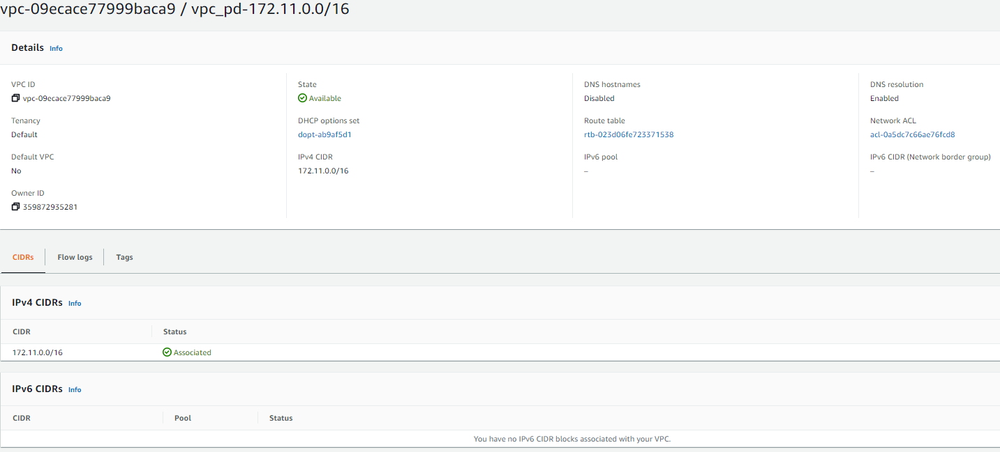 vpc-09ecace77999baca9 / vpc_pd-172.11.0.0/16
Details Info
VPC ID
vpc-09ecace77999baca9
State
Available
DNS hostnames
Disabled
DNS resolution
Enabled
Tenancy
Default
DHCP options set
dopt-ab9af5d1
Route table
rtb-023d06fe723371538
Network ACL
acl-0a5dc7c66ae76fcd8
Default VPC
No
IPv4 CIDR
172.11.0.0/16
IPv6 pool
–
IPv6 CIDR (Network border group)
–
Owner ID
359872935281
CIDRs Flow logs Tags
IPv4 CIDRs Info
CIDR Status
172.11.0.0/16 Associated
IPv6 CIDRs Info
CIDR Pool Status
You have no IPv6 CIDR blocks associated with your VPC.